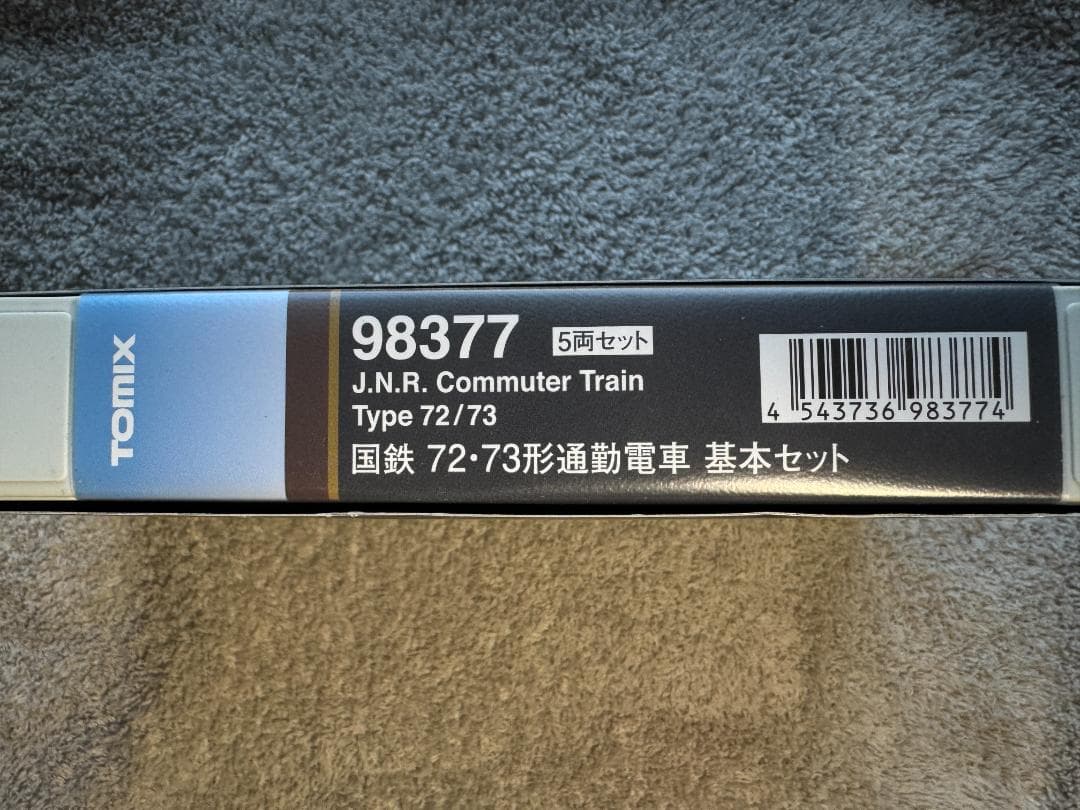 TOMIX
98377 5両セット
J.N.R. Commuter Train
Type 72/73
国鉄 72・73形通勤電車 基本セット
4 543736 983774